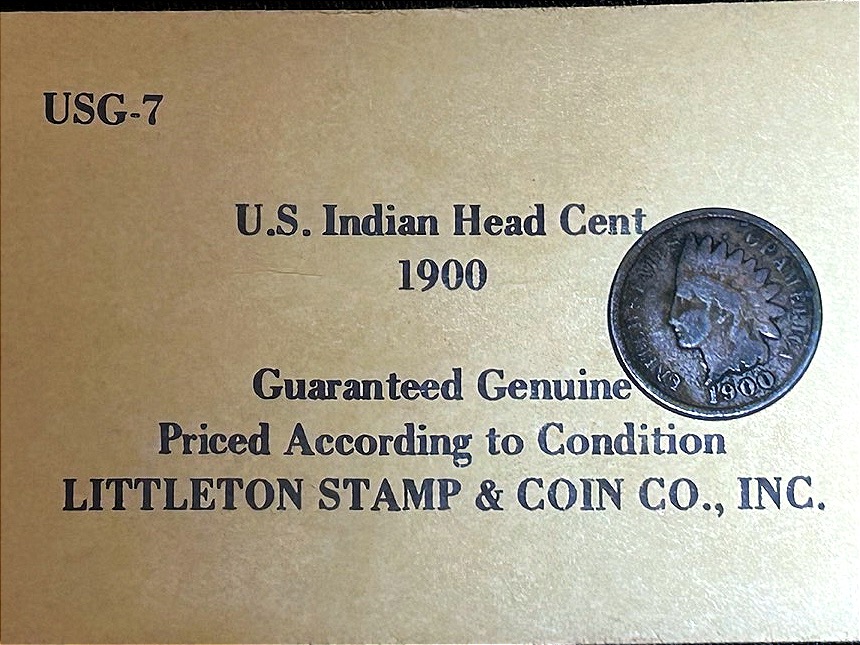 USG-7
U.S. Indian Head Cent
1900
Guaranteed Genuine
Priced According to Condition
LITTLETON STAMP & COIN CO., INC.
1900